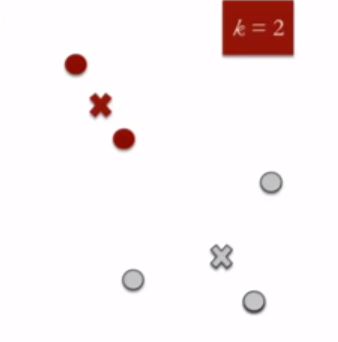 k = 2